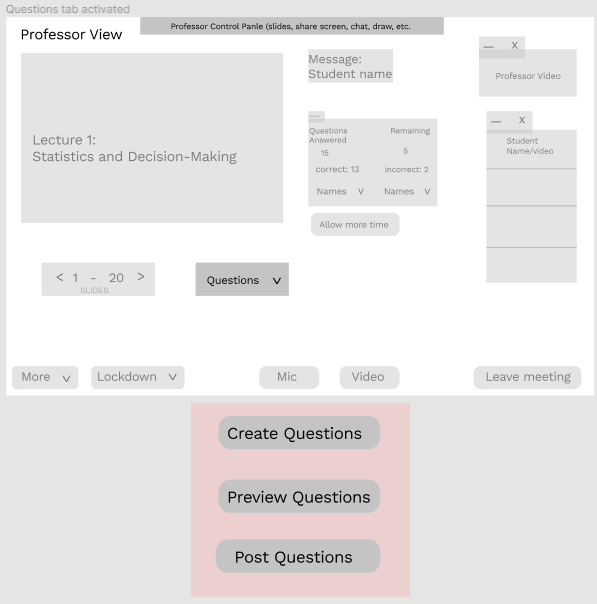 Questions tab activated
Professor Control Panle (slides, share screen, chat, draw, etc.
Professor View
Message:
Student name
— X
Professor Video
Lecture 1:
Statistics and Decision-Making
—
Questions
Answered
Remaining
15
5
correct: 13
incorrect: 2
Names V
Names V
Allow more time
— X
Student
Name/video
< 1 - 20 >
SLIDES
Questions V
More V
Lockdown V
Mic
Video
Leave meeting
Create Questions
Preview Questions
Post Questions